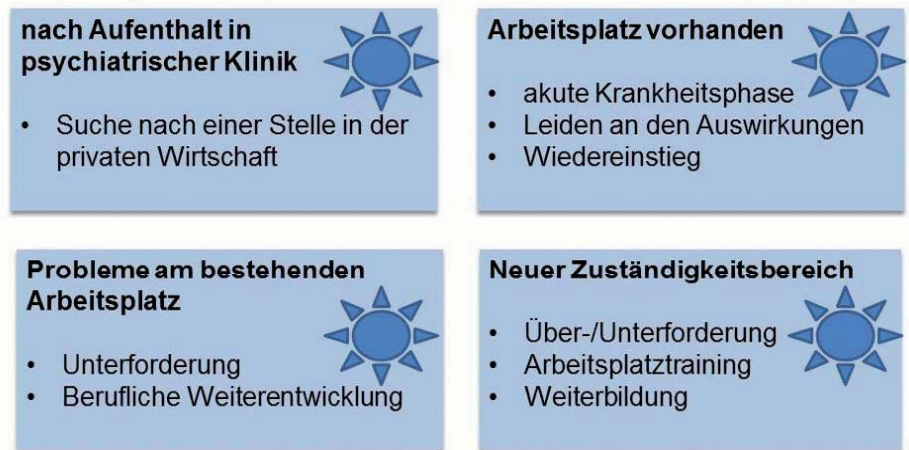 nach Aufenthalt in
psychiatrischer Klinik
• Suche nach einer Stelle in der
privaten Wirtschaft
Arbeitsplatz vorhanden
• akute Krankheitsphase
• Leiden an den Auswirkungen
• Wiedereinstieg
Probleme am bestehenden
Arbeitsplatz
• Unterforderung
• Berufliche Weiterentwicklung
Neuer Zuständigkeitsbereich
• Über-/Unterforderung
• Arbeitsplatztraining
• Weiterbildung